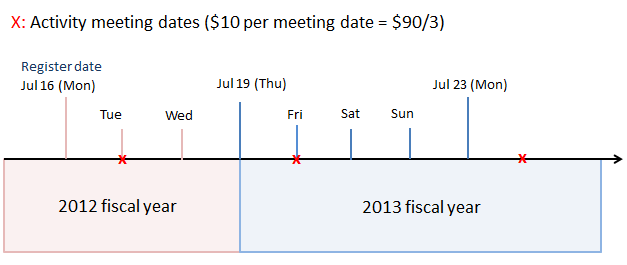 X: Activity meeting dates ($10 per meeting date = $90/3)
Register date
Jul 16 (Mon)
Jul 19 (Thu)
Jul 23 (Mon)
Tue
Wed
Fri
Sat
Sun
X
X
X
2012 fiscal year
2013 fiscal year